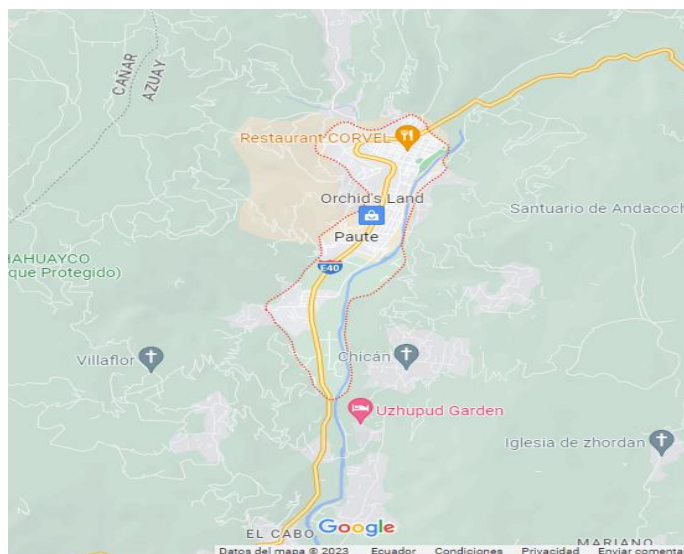 CAÑAR
AZUAY
Restaurant CORVEL
Orchid's Land
Santuario de Andacoch
Paute
HAHUAYCO
que Protegido)
E40
Villaflor
Chicán
Uzhupud Garden
Iglesia de zhordan
EL CABO
Google
MARIANO
Datos del mapa © 2023 Ecuador Condiciones Privacidad Enviar comenta